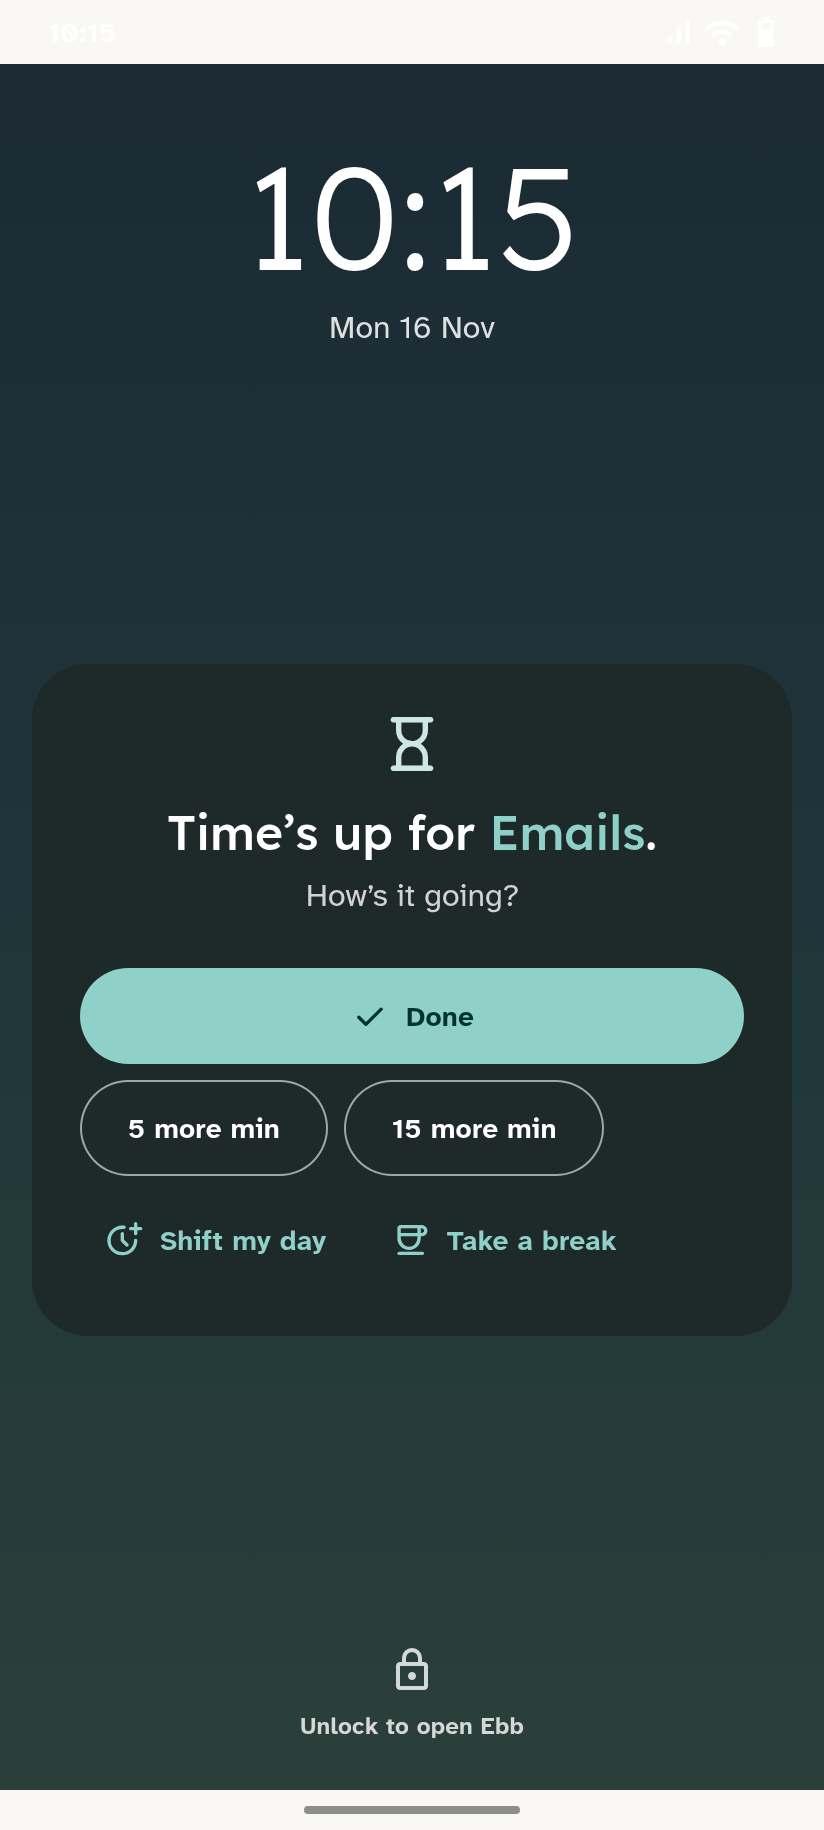 10:15
10:15
Mon 16 Nov
Time’s up for Emails.
How’s it going?
Done
5 more min
15 more min
Shift my day
Take a break
Unlock to open Ebb